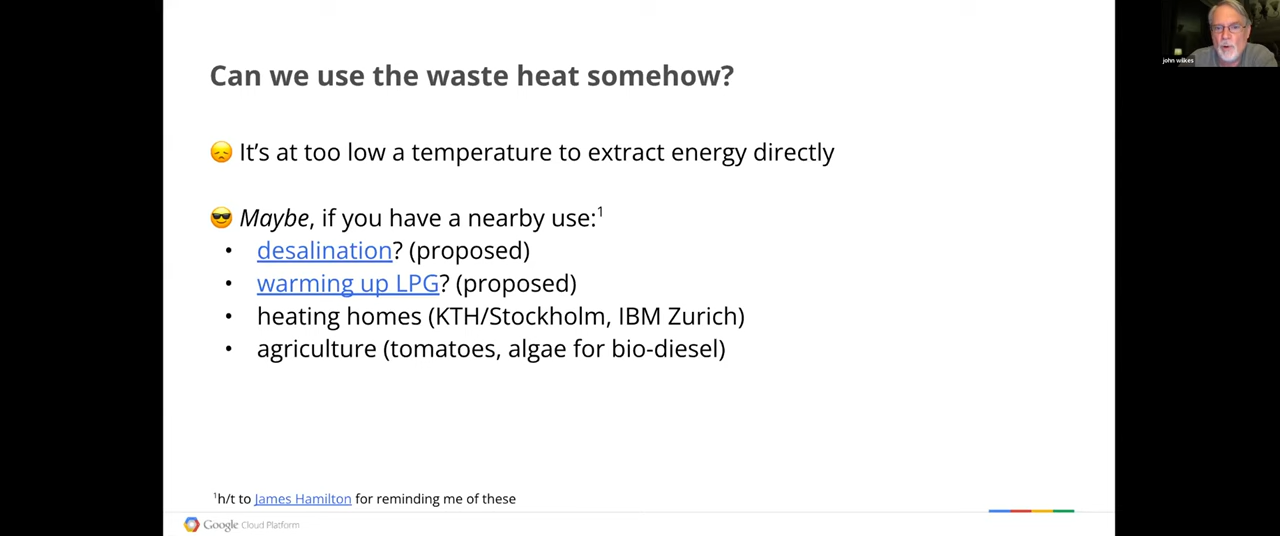 john wilkes
Can we use the waste heat somehow?
😞 It's at too low a temperature to extract energy directly
😎 Maybe, if you have a nearby use:¹
• desalination? (proposed)
• warming up LPG? (proposed)
• heating homes (KTH/Stockholm, IBM Zurich)
• agriculture (tomatoes, algae for bio-diesel)
¹h/t to James Hamilton for reminding me of these
Google Cloud Platform